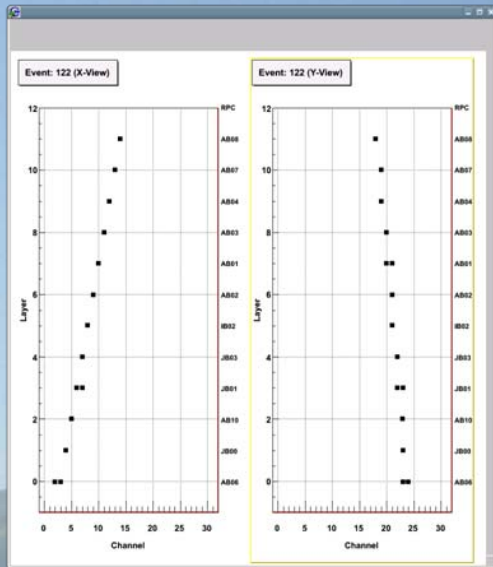 Event: 122 (X-View)
12
10
8
6
4
2
0
Layer
0 5 10 15 20 25 30
Channel
RPC
AB08
AB07
AB04
AB03
AB01
AB02
IB02
JB03
JB01
AB10
JB00
AB06
Event: 122 (Y-View)
12
10
8
6
4
2
0
Layer
0 5 10 15 20 25 30
Channel
RPC
AB08
AB07
AB04
AB03
AB01
AB02
IB02
JB03
JB01
AB10
JB00
AB06